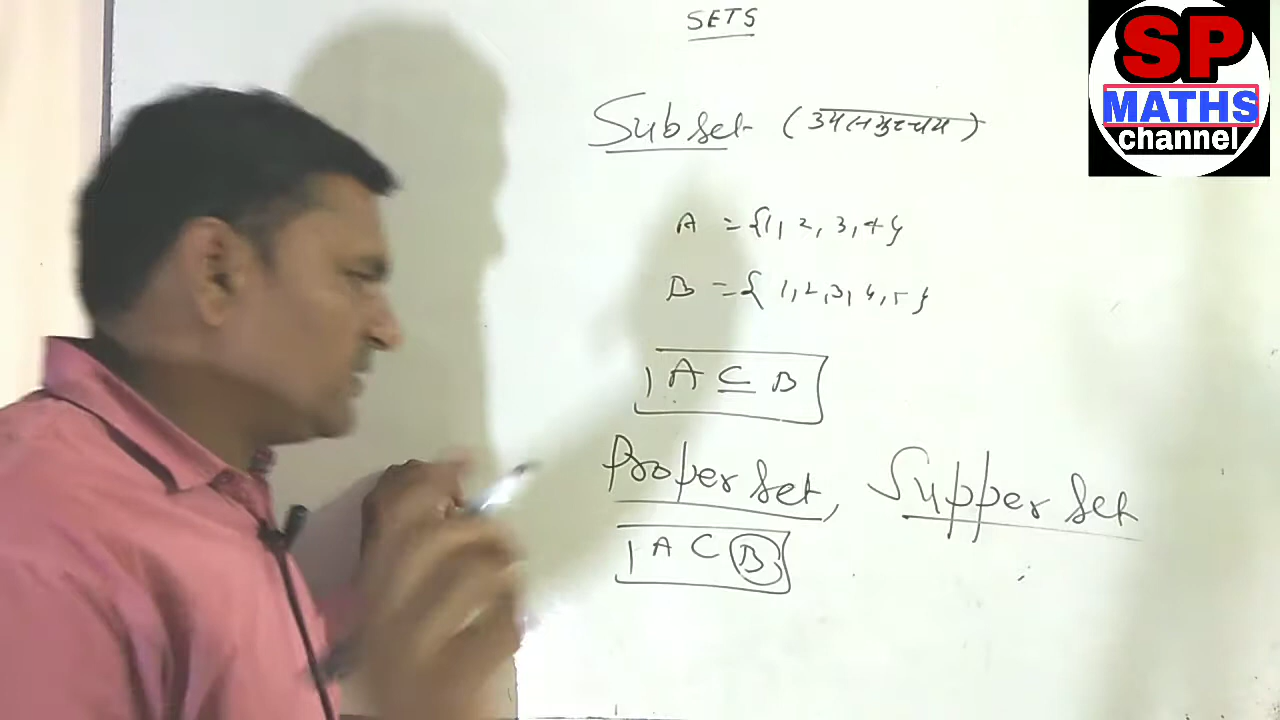 SETS
SP
MATHS
channel
Subset (उपसमुच्चय)
A = {1, 2, 3, 4}
B = { 1, 2, 3, 4, 5 }
A ⊆ B
Proper set, Supper set
A ⊂ B